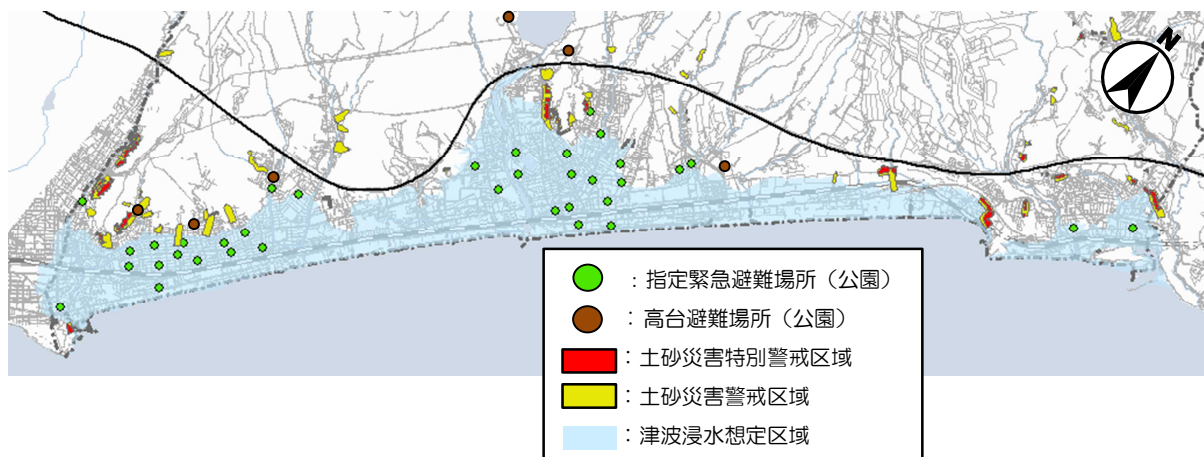 N
：指定緊急避難場所（公園）
：高台避難場所（公園）
：土砂災害特別警戒区域
：土砂災害警戒区域
：津波浸水想定区域